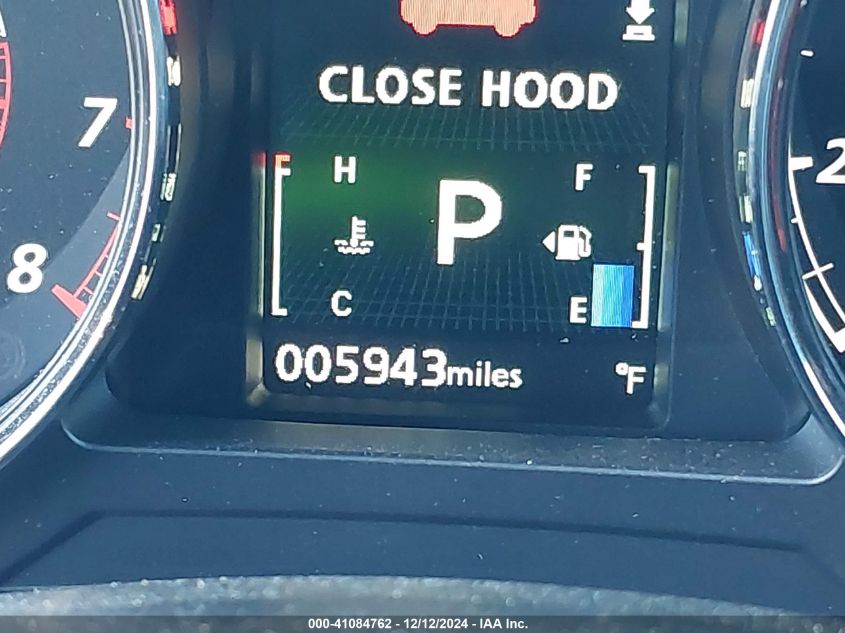 CLOSE HOOD
7
H
F
2
P
8
C
E
005943miles
°F
000-41084762 - 12/12/2024 - IAA Inc.